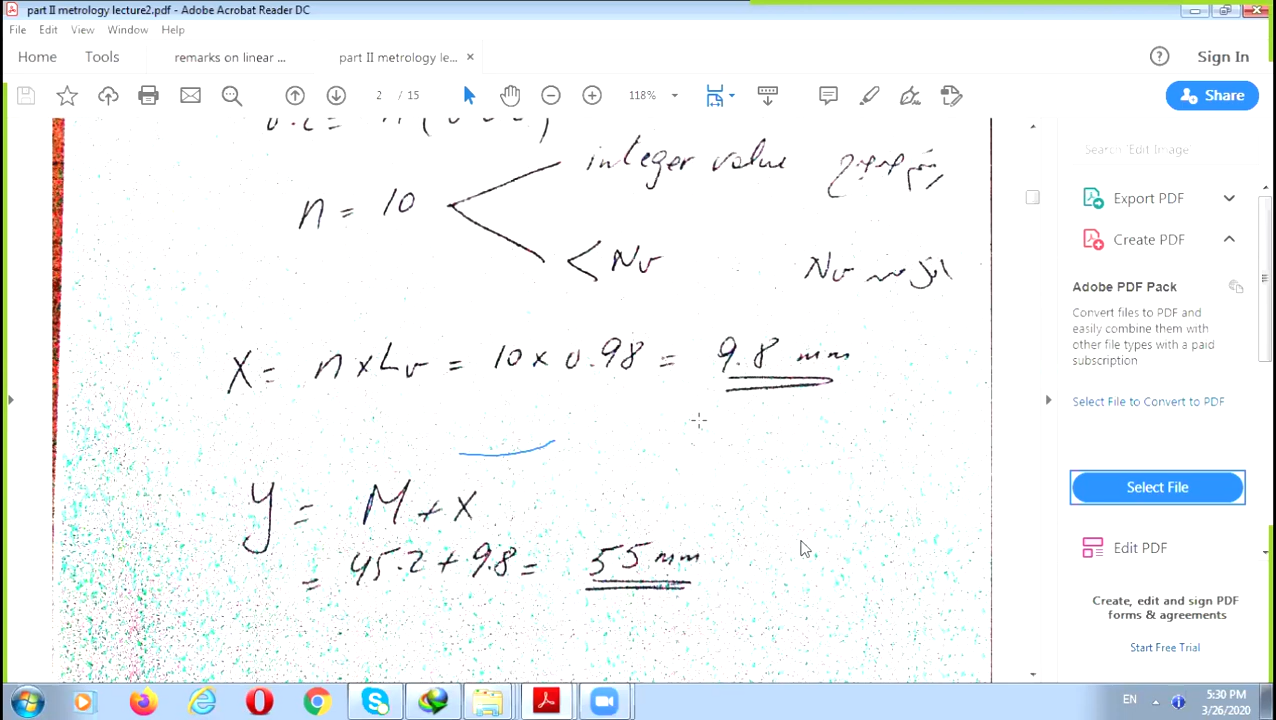 part II metrology lecture2.pdf - Adobe Acrobat Reader DC
File Edit View Window Help
Home Tools remarks on linear ... part II metrology le... × Sign In
2 / 15 118% Share
n = 10
integer value
< Nv
Nv
X = n x Lv = 10 x 0.98 = 9.8 mm
y = M + X
= 45.2 + 9.8 = 55 mm
Search 'Edit Image'
Export PDF
Create PDF
Adobe PDF Pack
Convert files to PDF and
easily combine them with
other file types with a paid
subscription
Select File to Convert to PDF
Select File
Edit PDF
Create, edit and sign PDF
forms & agreements
Start Free Trial
EN
5:30 PM
3/26/2020